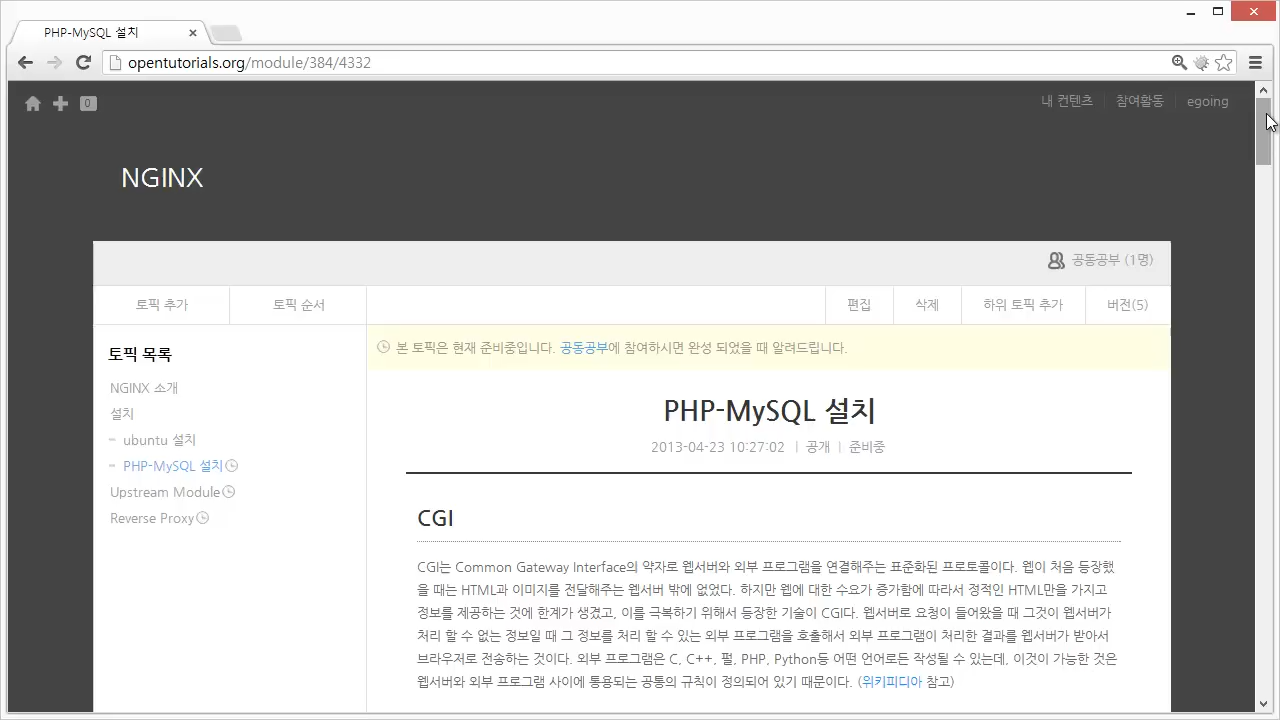 PHP-MySQL 설치
opentutorials.org/module/384/4332
0
내 컨텐츠
참여활동
egoing
NGINX
공동공부 (1명)
토픽 추가
토픽 순서
편집
삭제
하위 토픽 추가
버전(5)
토픽 목록
NGINX 소개
설치
ubuntu 설치
PHP-MySQL 설치
Upstream Module
Reverse Proxy
본 토픽은 현재 준비중입니다. 공동공부에 참여하시면 완성 되었을 때 알려드립니다.
PHP-MySQL 설치
2013-04-23 10:27:02 | 공개 | 준비중
CGI
CGI는 Common Gateway Interface의 약자로 웹서버와 외부 프로그램을 연결해주는 표준화된 프로토콜이다. 웹이 처음 등장했
을 때는 HTML과 이미지를 전달해주는 웹서버 밖에 없었다. 하지만 웹에 대한 수요가 증가함에 따라서 정적인 HTML만을 가지고
정보를 제공하는 것에 한계가 생겼고, 이를 극복하기 위해서 등장한 기술이 CGI다. 웹서버로 요청이 들어왔을 때 그것이 웹서버가
처리 할 수 없는 정보일 때 그 정보를 처리 할 수 있는 외부 프로그램을 호출해서 외부 프로그램이 처리한 결과를 웹서버가 받아서
브라우저로 전송하는 것이다. 외부 프로그램은 C, C++, 펄, PHP, Python등 어떤 언어로든 작성될 수 있는데, 이것이 가능한 것은
웹서버와 외부 프로그램 사이에 통용되는 공통의 규칙이 정의되어 있기 때문이다. (위키피디아 참고)